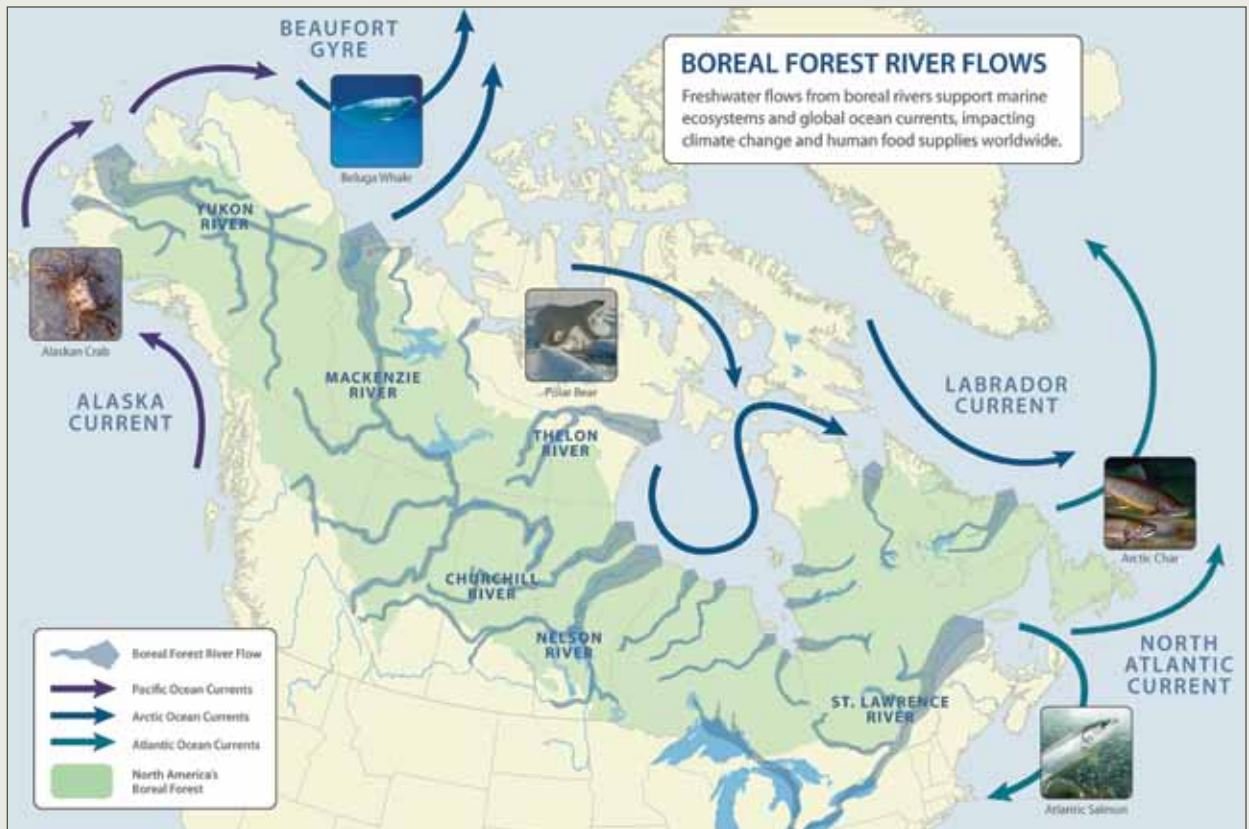 BEAUFORT
GYRE
BOREAL FOREST RIVER FLOWS
Freshwater flows from boreal rivers support marine
ecosystems and global ocean currents, impacting
climate change and human food supplies worldwide.
Beluga Whale
YUKON
RIVER
Alaskan Crab
ALASKA
CURRENT
MACKENZIE
RIVER
Polar Bear
THELON
RIVER
LABRADOR
CURRENT
Arctic Char
CHURCHILL
RIVER
NELSON
RIVER
NORTH
ATLANTIC
CURRENT
ST. LAWRENCE
RIVER
Atlantic Salmon
Boreal Forest River Flow
Pacific Ocean Currents
Arctic Ocean Currents
Atlantic Ocean Currents
North America's
Boreal Forest